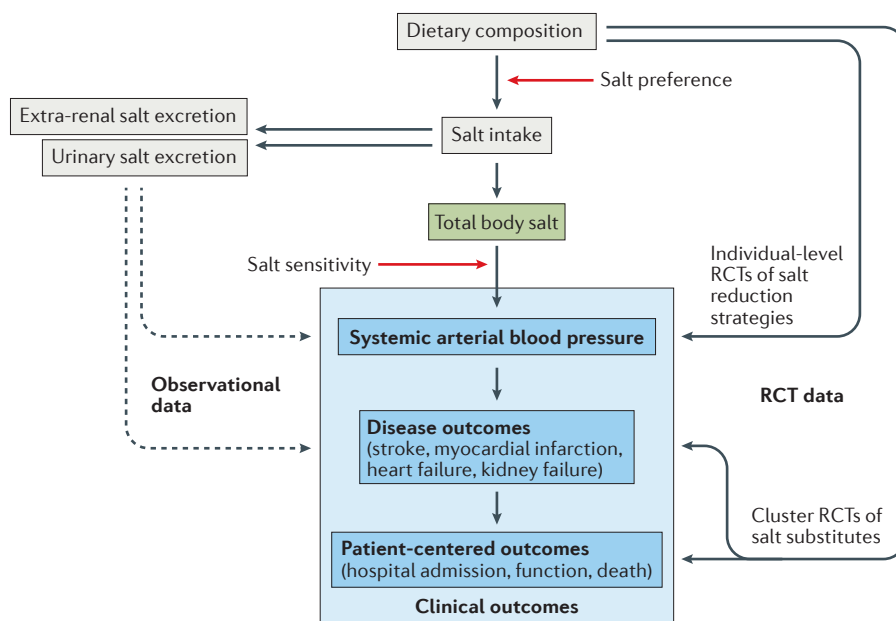 Dietary composition
Salt preference
Extra-renal salt excretion
Salt intake
Urinary salt excretion
Total body salt
Salt sensitivity
Individual-level
RCTs of salt
reduction
strategies
Systemic arterial blood pressure
Observational
data
RCT data
Disease outcomes
(stroke, myocardial infarction,
heart failure, kidney failure)
Cluster RCTs of
salt substitutes
Patient-centered outcomes
(hospital admission, function, death)
Clinical outcomes